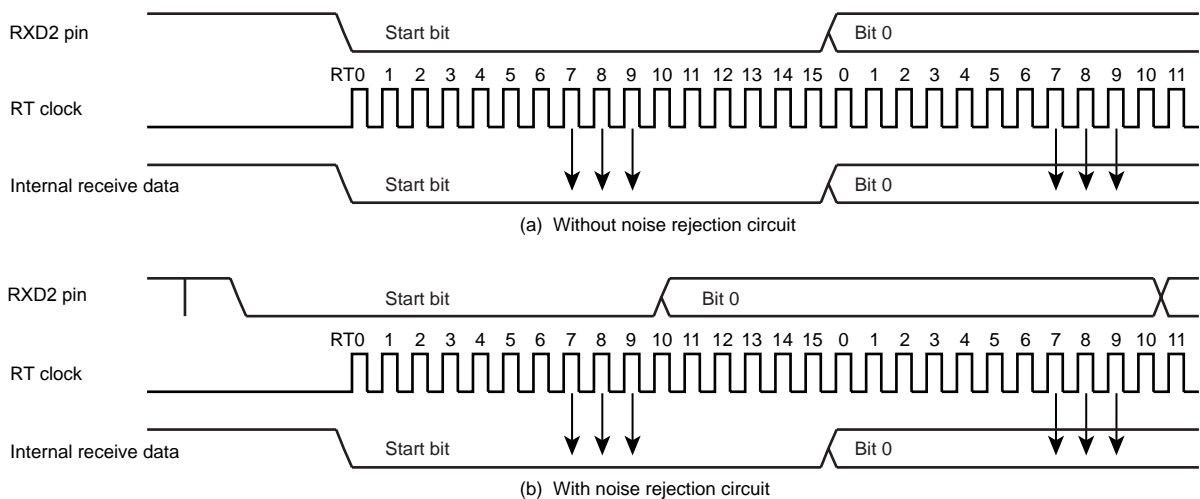 RXD2 pin
Start bit
Bit 0
RT0 1 2 3 4 5 6 7 8 9 10 11 12 13 14 15 0 1 2 3 4 5 6 7 8 9 10 11
RT clock
Internal receive data
Start bit
Bit 0
(a) Without noise rejection circuit
RXD2 pin
Start bit
Bit 0
RT0 1 2 3 4 5 6 7 8 9 10 11 12 13 14 15 0 1 2 3 4 5 6 7 8 9 10 11
RT clock
Internal receive data
Start bit
Bit 0
(b) With noise rejection circuit